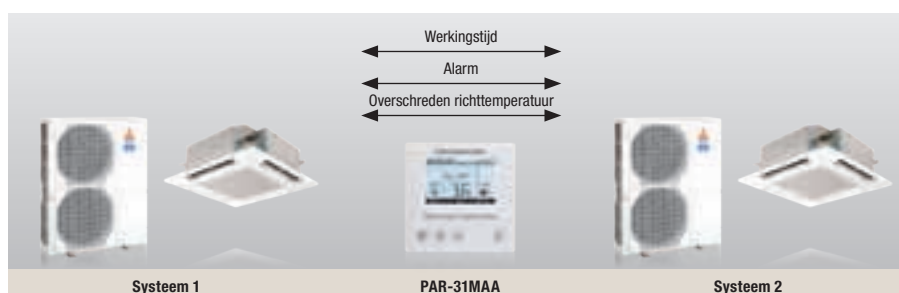 Werkingstijd
Alarm
Overschreden richttemperatuur
Systeem 1
PAR-31MAA
Systeem 2